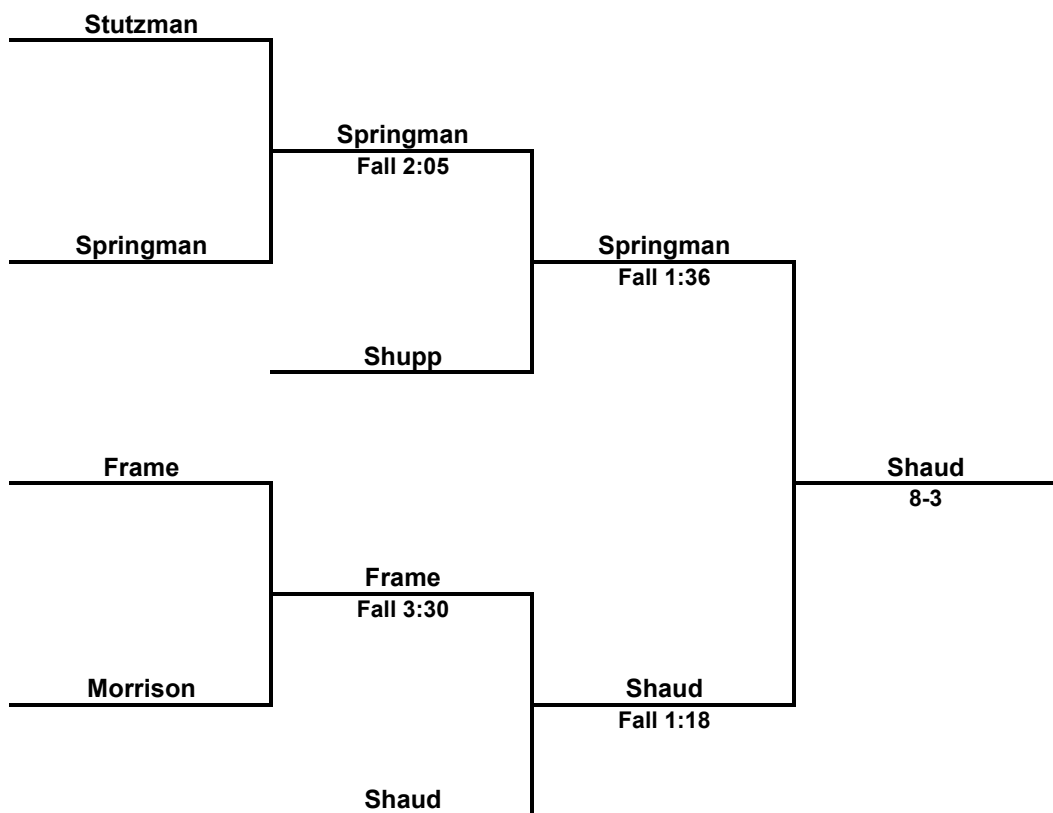 Stutzman
Springman
Fall 2:05
Springman
Springman
Fall 1:36
Shupp
Frame
Shaud
8-3
Frame
Fall 3:30
Morrison
Shaud
Fall 1:18
Shaud